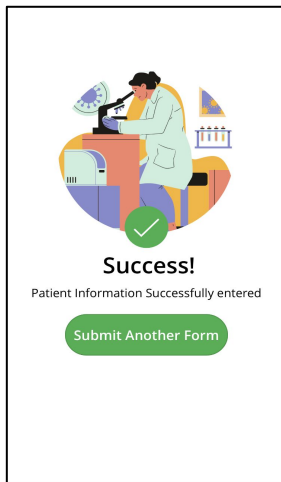 Success!
Patient Information Successfully entered
Submit Another Form